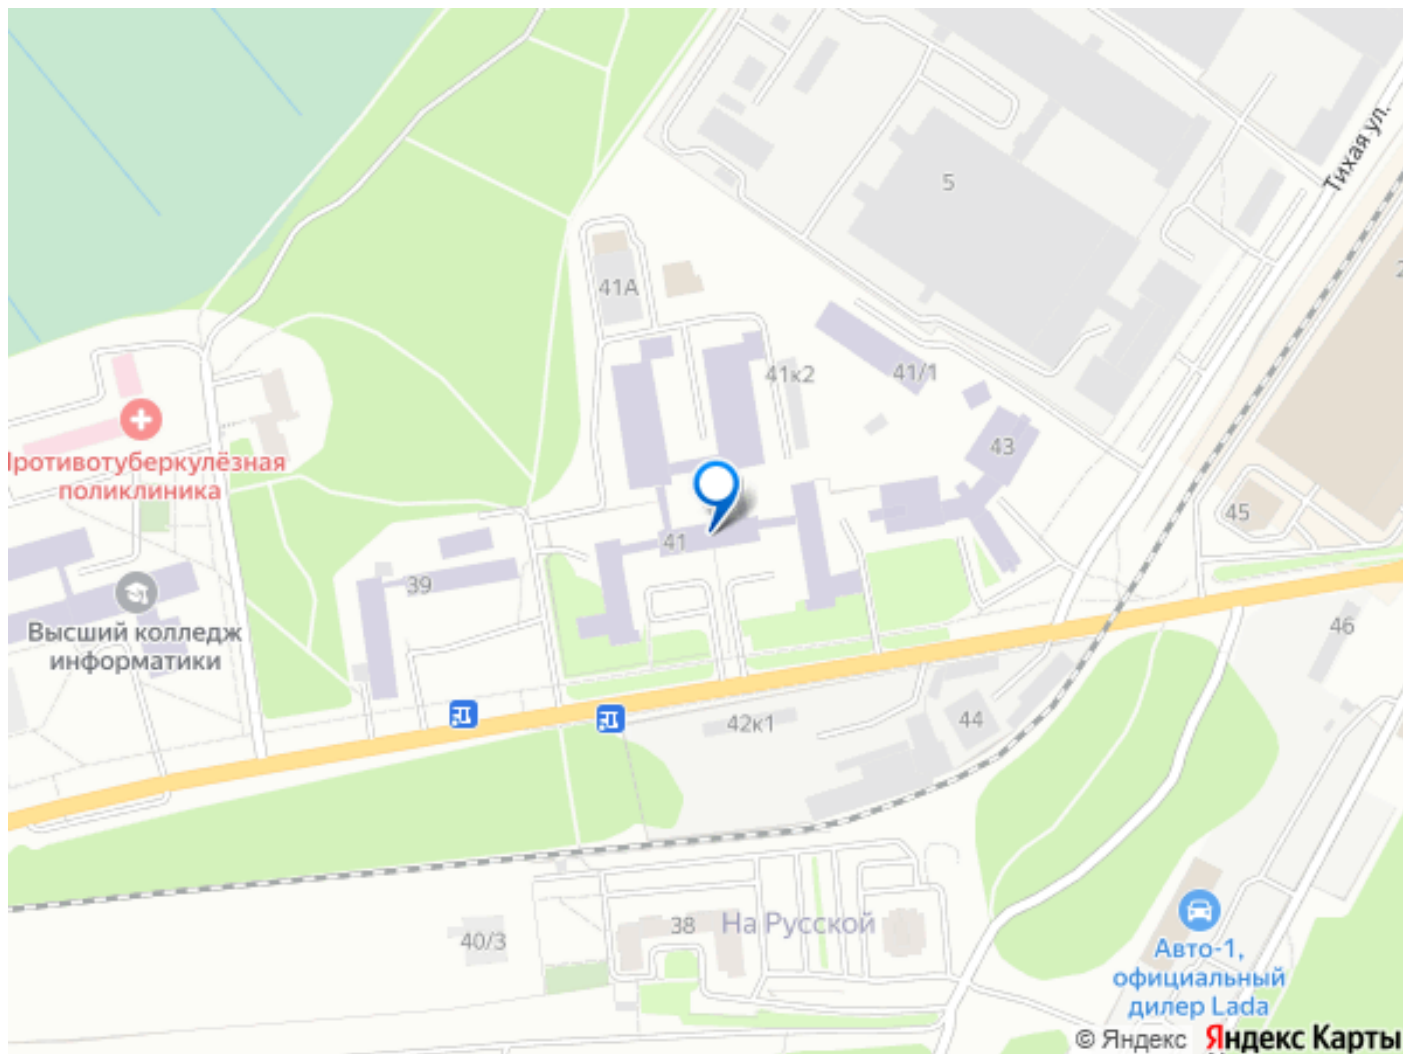 Тихая ул.
5
41А
41к2
41/1
43
45
41
39
Противотуберкулёзная
поликлиника
Высший колледж
информатики
46
42к1
44
38
На Русской
40/3
Авто-1,
официальный
дилер Lada
© Яндекс Яндекс Карты